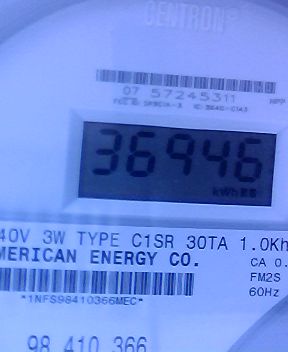 CENTRON®
07 57245311
36946
kWh
40V 3W TYPE C1SR 30TA 1.0Kh
MERICAN ENERGY CO.
CA 0.
FM2S
60Hz
*1NFS98410366MEC*
98 410 366